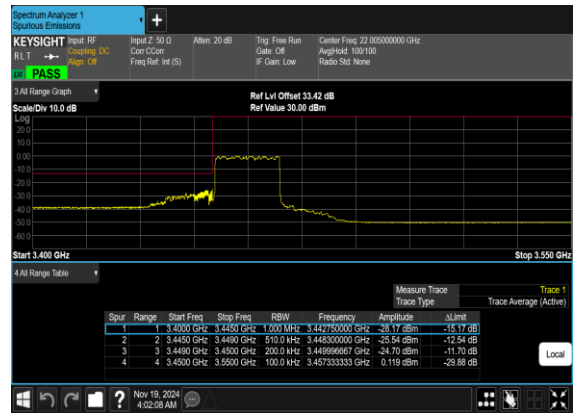 Spectrum Analyzer 1
Spurious Emissions
+
KEYSIGHT Input: RF Input Z: 50 Ω Atten: 20 dB Trig: Free Run Center Freq: 22.005000000 GHz
RLT Coupling: DC Corr CCorr Gate: Off Avg|Hold: 100/100
Align: Off Freq Ref: Int (S) IF Gain: Low Radio Std: None
LXI PASS
3 All Range Graph
Ref Lvl Offset 33.42 dB
Scale/Div 10.0 dB Ref Value 30.00 dBm
Log
20.0
10.0
0.00
-10.0
-20.0
-30.0
-40.0
-50.0
-60.0
Start 3.400 GHz Stop 3.550 GHz
4 All Range Table
Measure Trace Trace 1
Trace Type Trace Average (Active)
Spur Range Start Freq Stop Freq RBW Frequency Amplitude ΔLimit
1 1 3.4000 GHz 3.4450 GHz 1.000 MHz 3.442750000 GHz -28.17 dBm -15.17 dB
2 2 3.4450 GHz 3.4490 GHz 510.0 kHz 3.448300000 GHz -25.54 dBm -12.54 dB
3 3 3.4490 GHz 3.4500 GHz 200.0 kHz 3.449996667 GHz -24.70 dBm -11.70 dB
4 4 3.4500 GHz 3.5500 GHz 100.0 kHz 3.457333333 GHz 0.119 dBm -29.88 dB
Local
?
Nov 19, 2024
4:02:08 AM